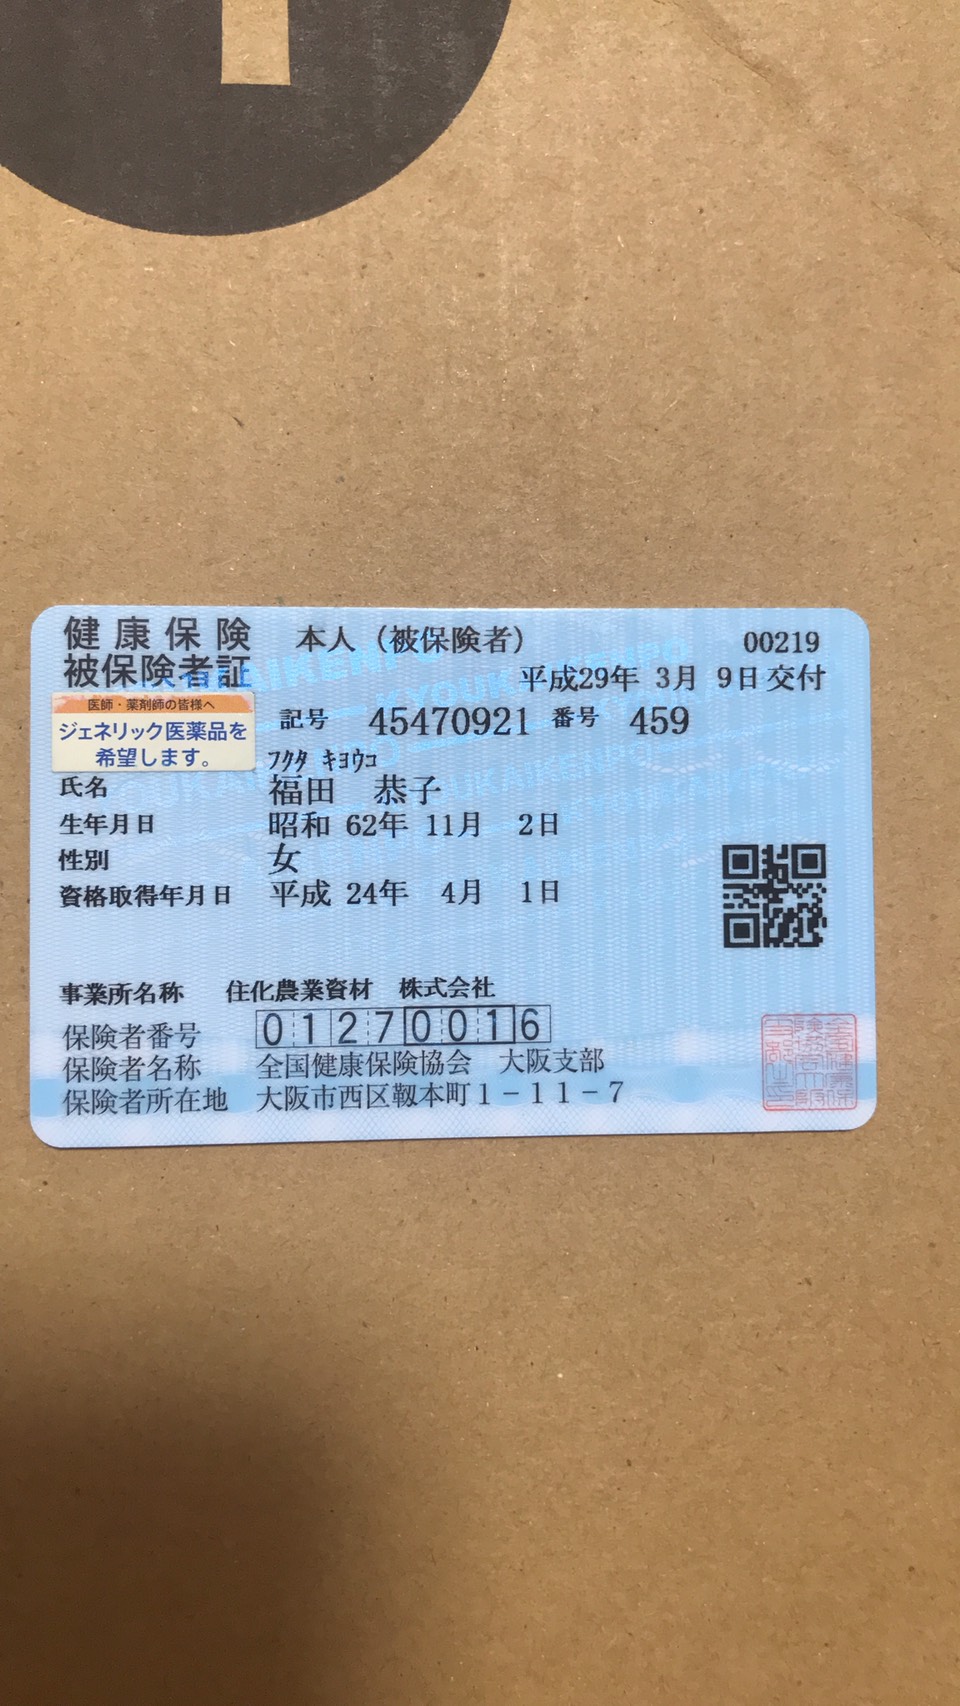 健康保険
被保険者証
本人（被保険者）
00219
平成29年 3月 9日交付
医師・薬剤師の皆様へ
ジェネリック医薬品を
希望します。
記号 45470921 番号 459
ﾌｸﾀﾞ ｷﾖｳｺ
氏名 福田 恭子
生年月日 昭和 62年 11月 2日
性別 女
資格取得年月日 平成 24年 4月 1日
事業所名称 住化農業資材 株式会社
保険者番号 01270016
保険者名称 全国健康保険協会 大阪支部
保険者所在地 大阪市西区靱本町１－１１－７